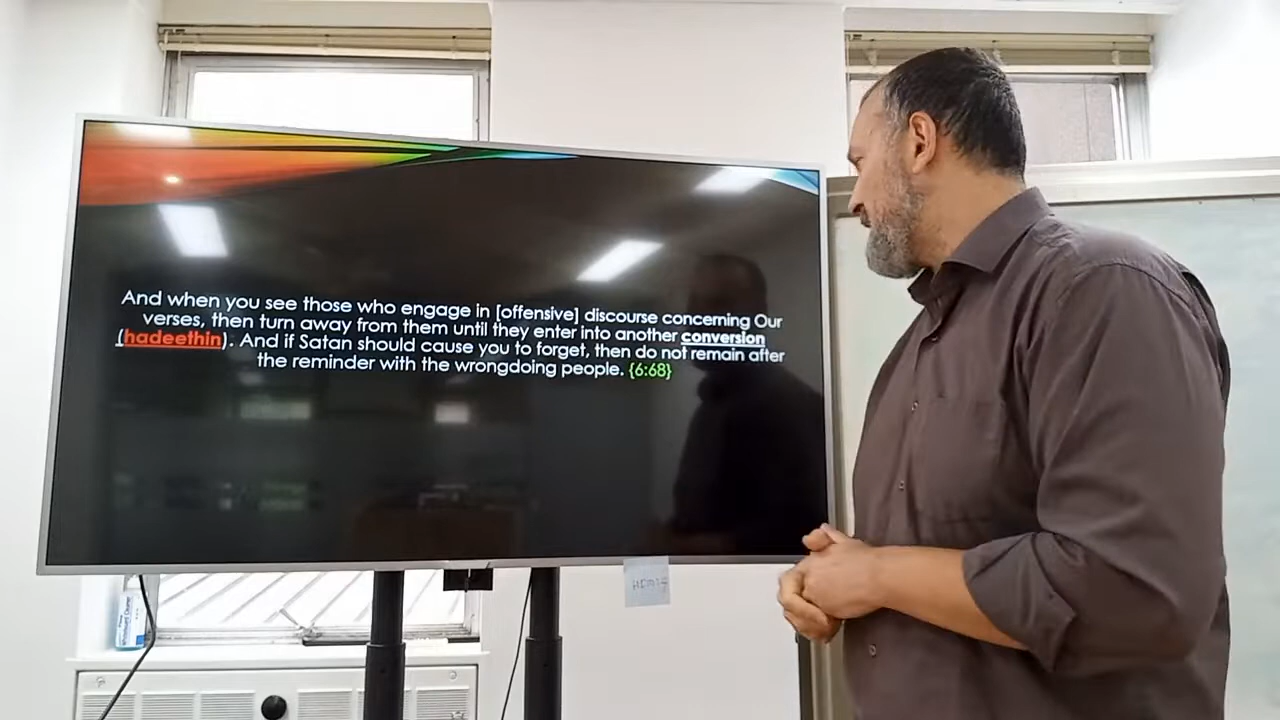 And when you see those who engage in [offensive] discourse concerning Our
verses, then turn away from them until they enter into another conversion
(hadeethin). And if Satan should cause you to forget, then do not remain after
the reminder with the wrongdoing people. {6:68}